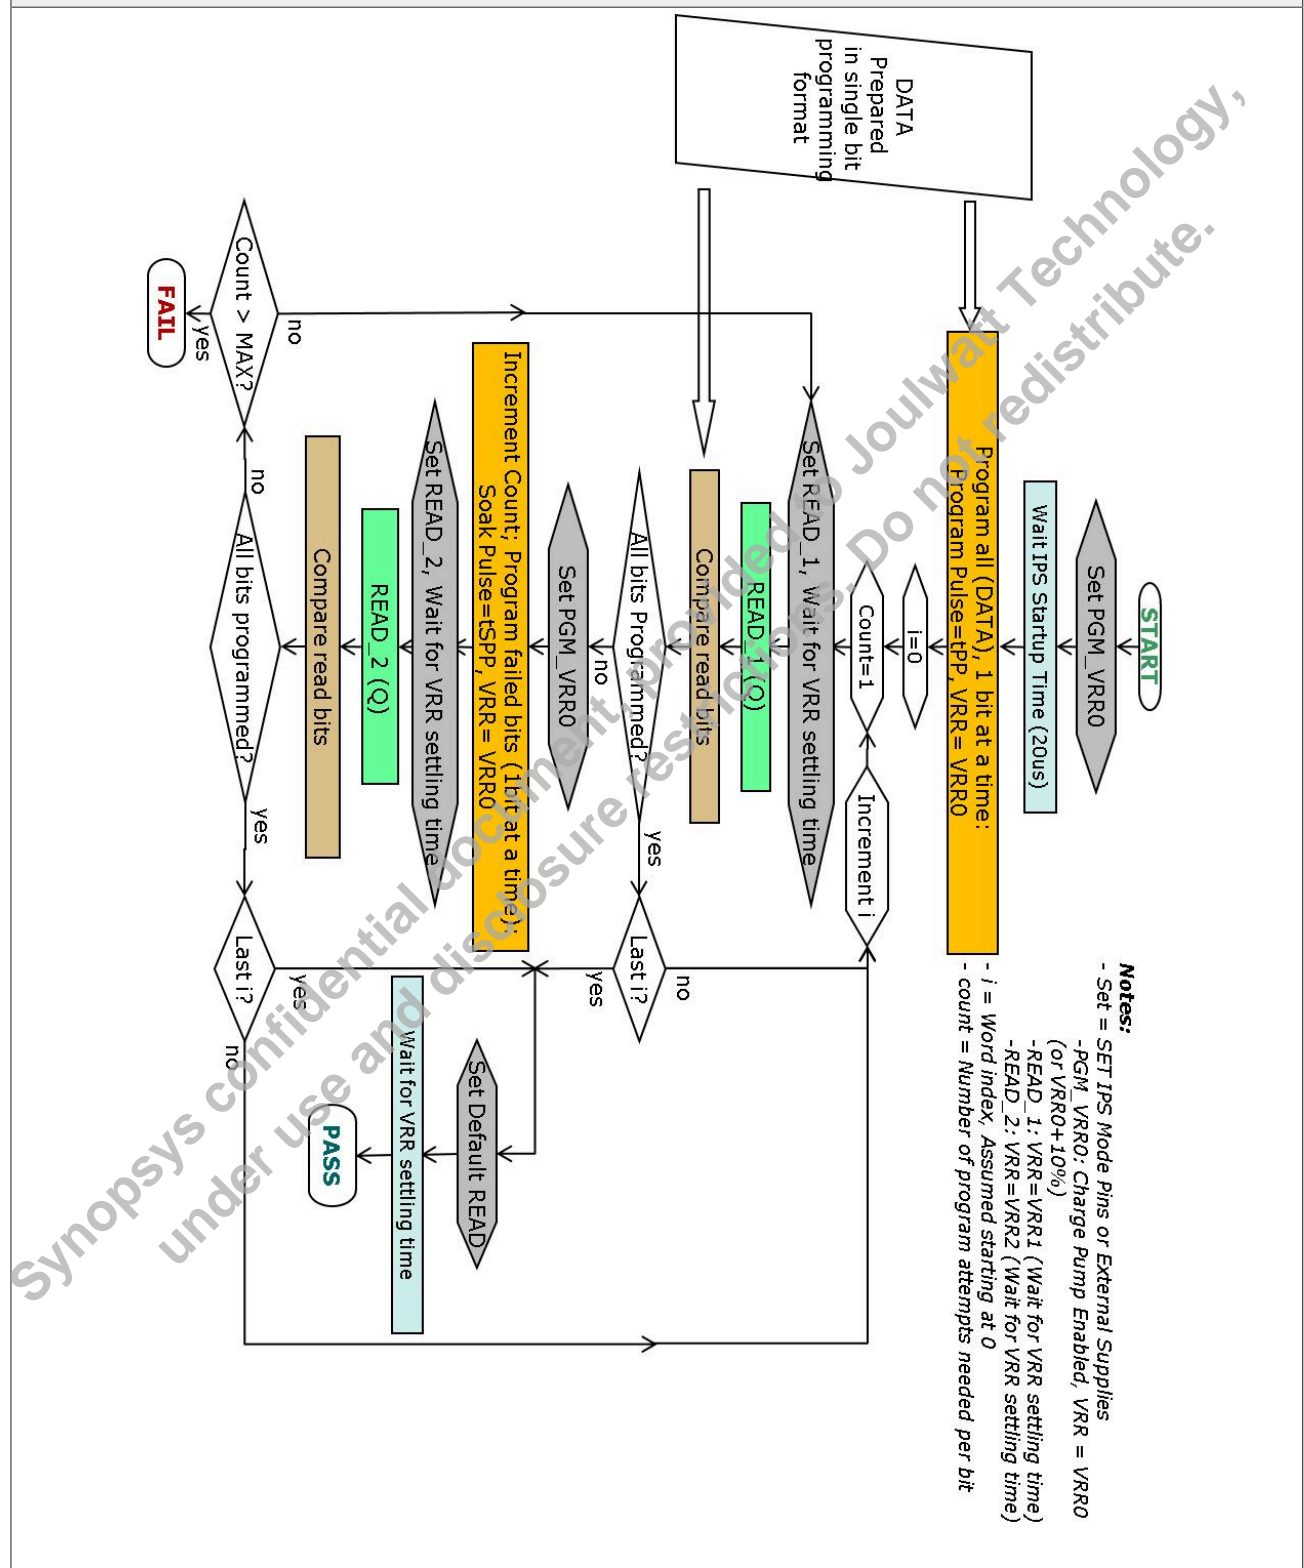 START
Set PGM_VRR0
Wait IPS Startup Time (20us)
DATA
Prepared
in single bit
programming
format
Program all (DATA), 1 bit at a time:
Program Pulse=tPP, VRR= VRR0
i=0
Count=1
Increment i
Set READ_1, Wait for VRR settling time
READ_1 (Q)
Compare read bits
All bits Programmed?
yes
no
Last i?
no
yes
Set PGM_VRR0
Increment Count; Program failed bits (1bit at a time):
Soak Pulse=tSPP, VRR= VRR0
Set READ_2, Wait for VRR settling time
READ_2 (Q)
Compare read bits
All bits programmed?
no
yes
Count > MAX?
no
yes
FAIL
Last i?
yes
no
Set Default READ
Wait for VRR settling time
PASS
Notes:
- Set = SET IPS Mode Pins or External Supplies
-PGM_VRR0: Charge Pump Enabled, VRR = VRR0
(or VRR0+10%)
-READ_1: VRR=VRR1 (Wait for VRR settling time)
-READ_2: VRR=VRR2 (Wait for VRR settling time)
- i = Word index, Assumed starting at 0
- count = Number of program attempts needed per bit
Synopsys confidential document, provided to Joulwatt Technology,
under use and disclosure restrictions. Do not redistribute.